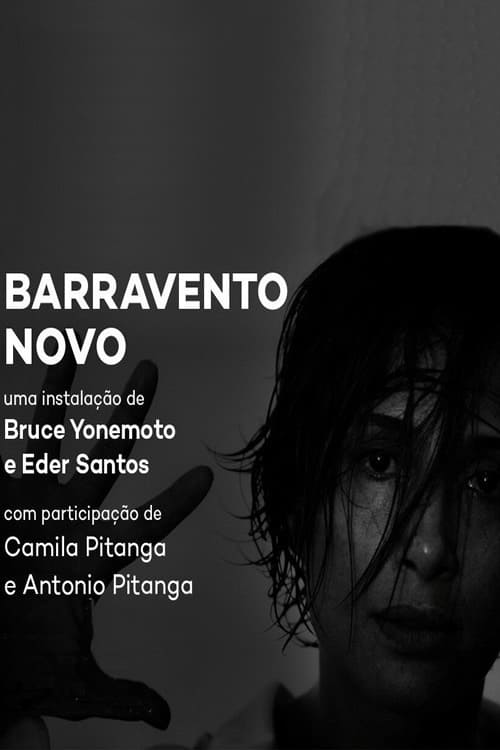 BARRAVENTO
NOVO
uma instalação de
Bruce Yonemoto
e Eder Santos
com participação de
Camila Pitanga
e Antonio Pitanga